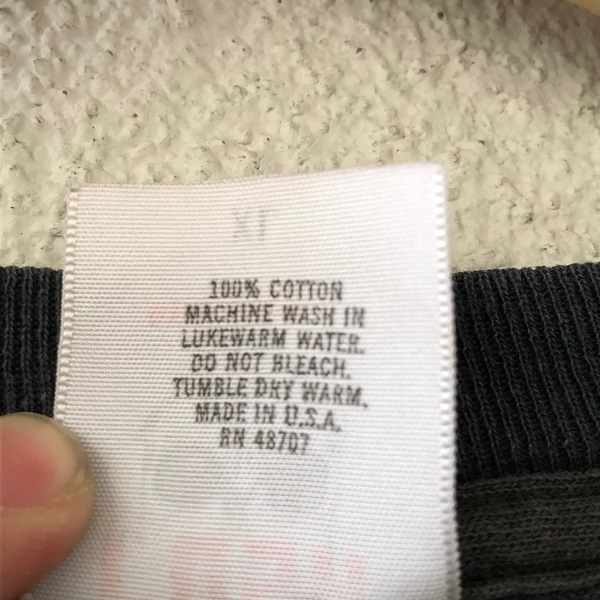 XL
100% COTTON
MACHINE WASH IN
LUKEWARM WATER.
DO NOT BLEACH.
TUMBLE DRY WARM.
MADE IN U.S.A.
RN 48707